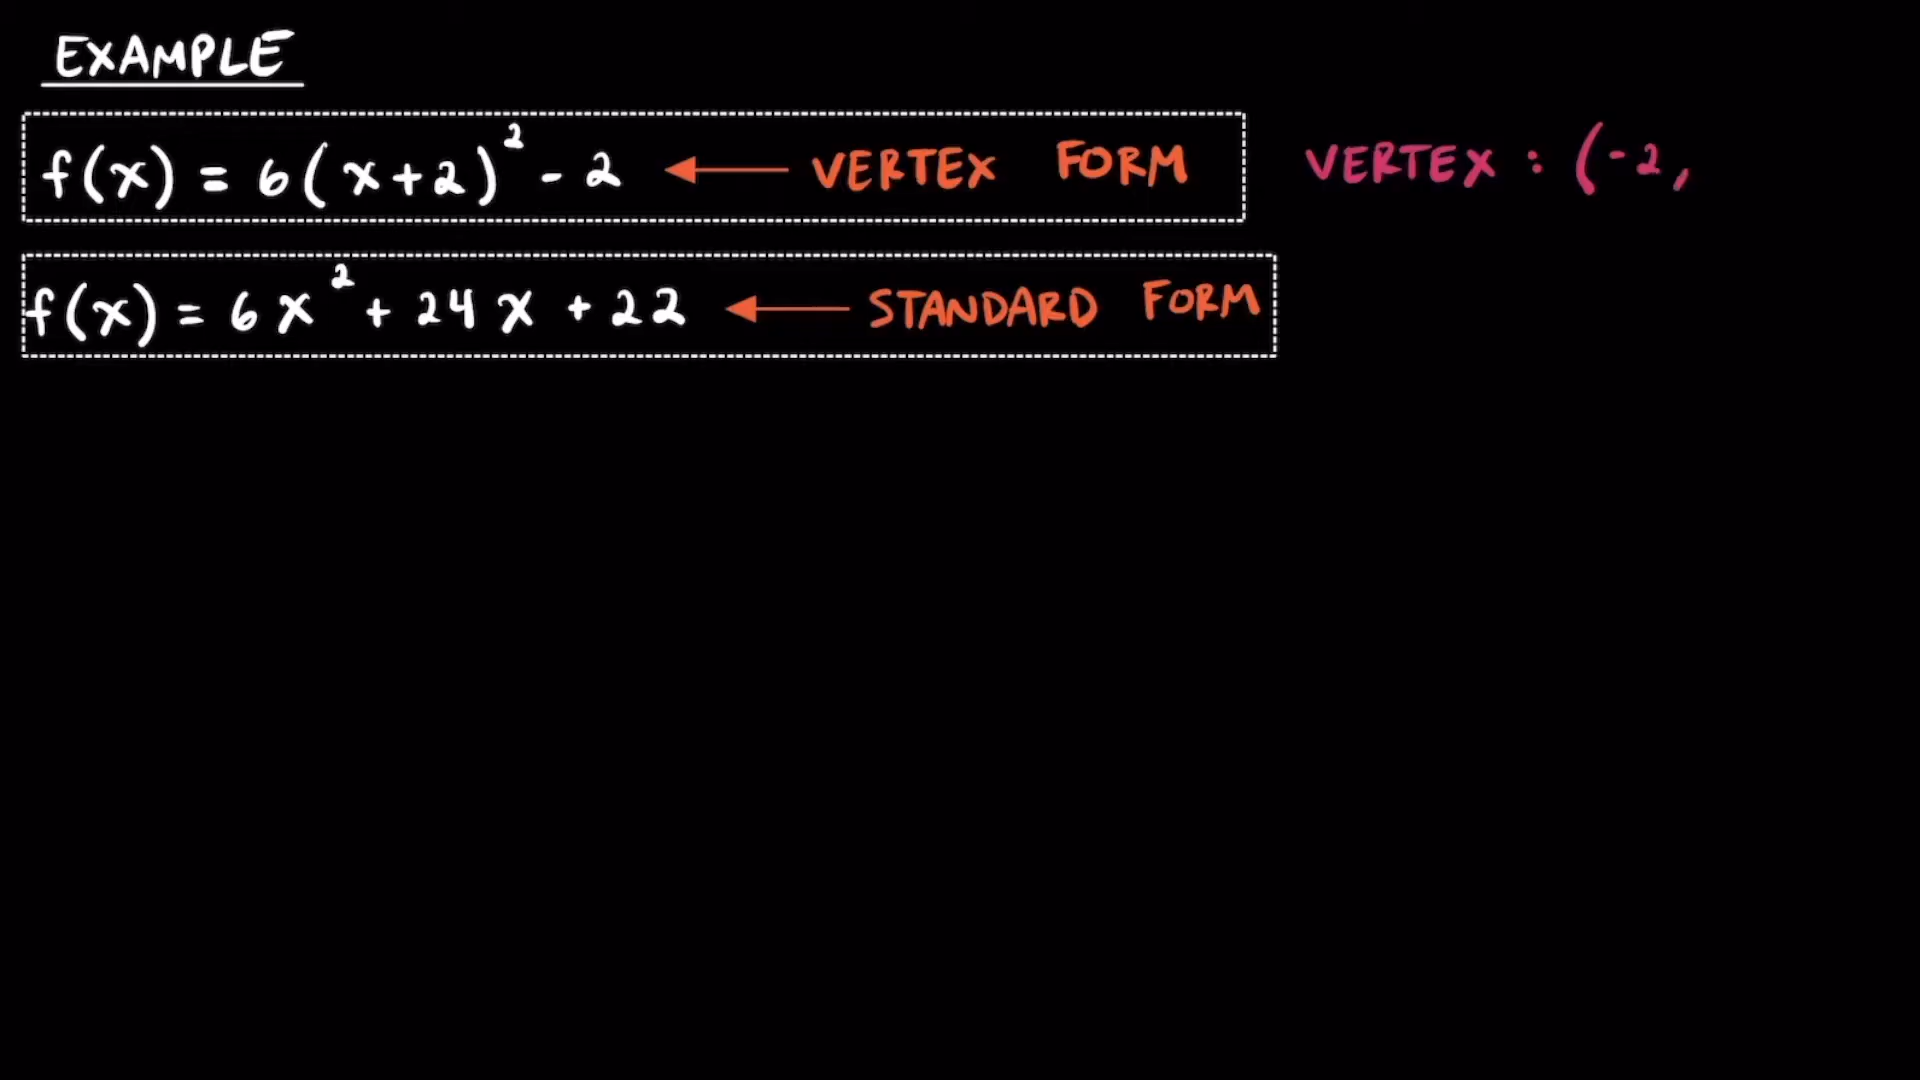 EXAMPLE
f(x) = 6(x+2)² - 2 ← VERTEX FORM VERTEX : (-2,
f(x) = 6x² + 24x + 22 ← STANDARD FORM